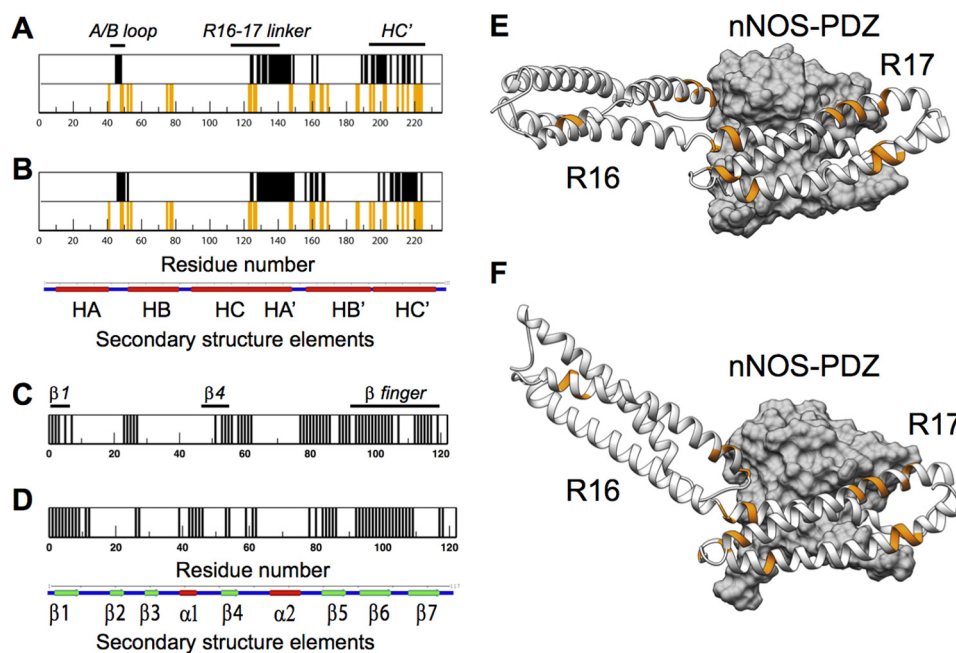 A
A/B loop R16-17 linker HC'
0 20 40 60 80 100 120 140 160 180 200 220
B
0 20 40 60 80 100 120 140 160 180 200 220
Residue number
HA HB HC HA' HB' HC'
Secondary structure elements
C
β1 β4 β finger
0 20 40 60 80 100 120
D
0 20 40 60 80 100 120
Residue number
β1 β2 β3 α1 β4 α2 β5 β6 β7
Secondary structure elements
E
nNOS-PDZ
R17
R16
F
nNOS-PDZ
R17
R16